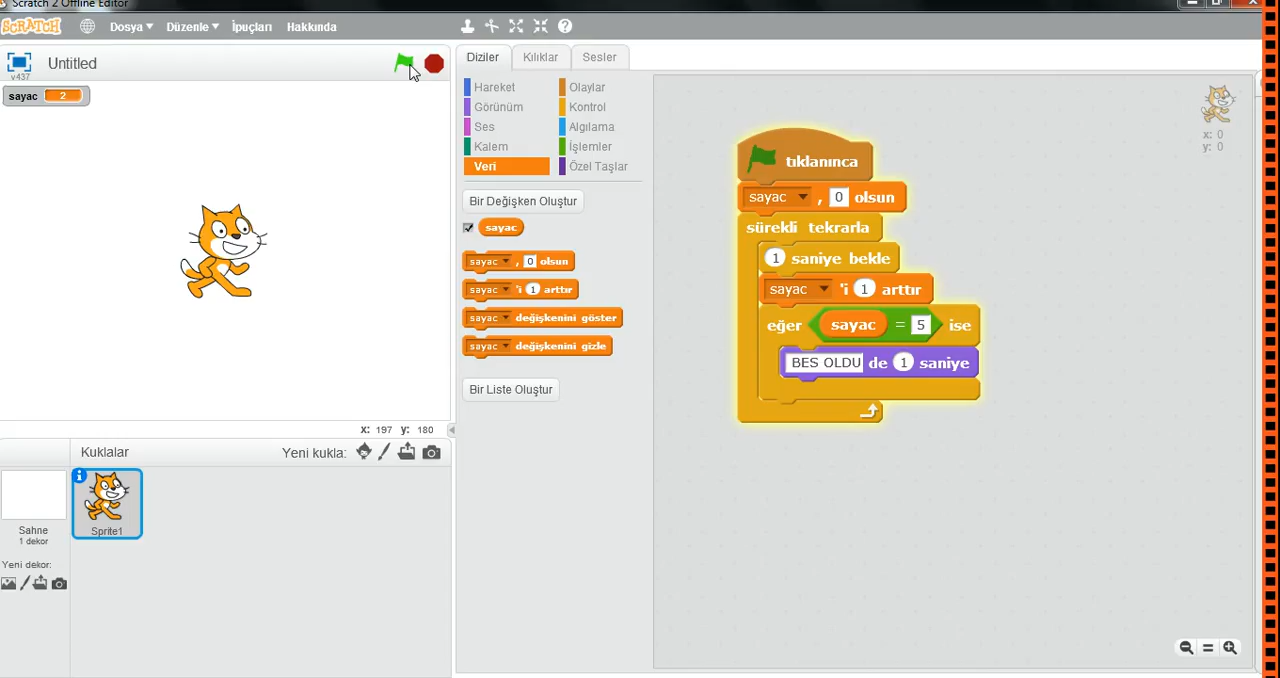 Scratch 2 Offline Editor
SCRATCH
Dosya
Düzenle
İpuçları
Hakkında
v437
Untitled
sayac 2
x: 197 y: 180
Kuklalar
Yeni kukla:
Sahne
1 dekor
Yeni dekor:
Sprite1
Diziler
Kılıklar
Sesler
Hareket
Olaylar
Görünüm
Kontrol
Ses
Algılama
Kalem
İşlemler
Veri
Özel Taşlar
Bir Değişken Oluştur
sayac
sayac , 0 olsun
sayac 'i 1 arttır
sayac değişkenini göster
sayac değişkenini gizle
Bir Liste Oluştur
tıklanınca
sayac , 0 olsun
sürekli tekrarla
1 saniye bekle
sayac 'i 1 arttır
eğer sayac = 5 ise
BES OLDU de 1 saniye
x: 0
y: 0